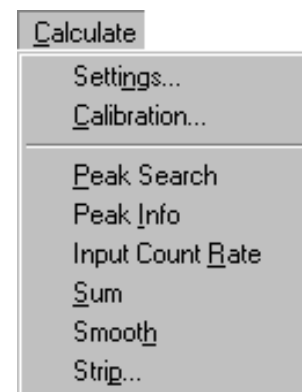 Calculate
Settings...
Calibration...
Peak Search
Peak Info
Input Count Rate
Sum
Smooth
Strip...